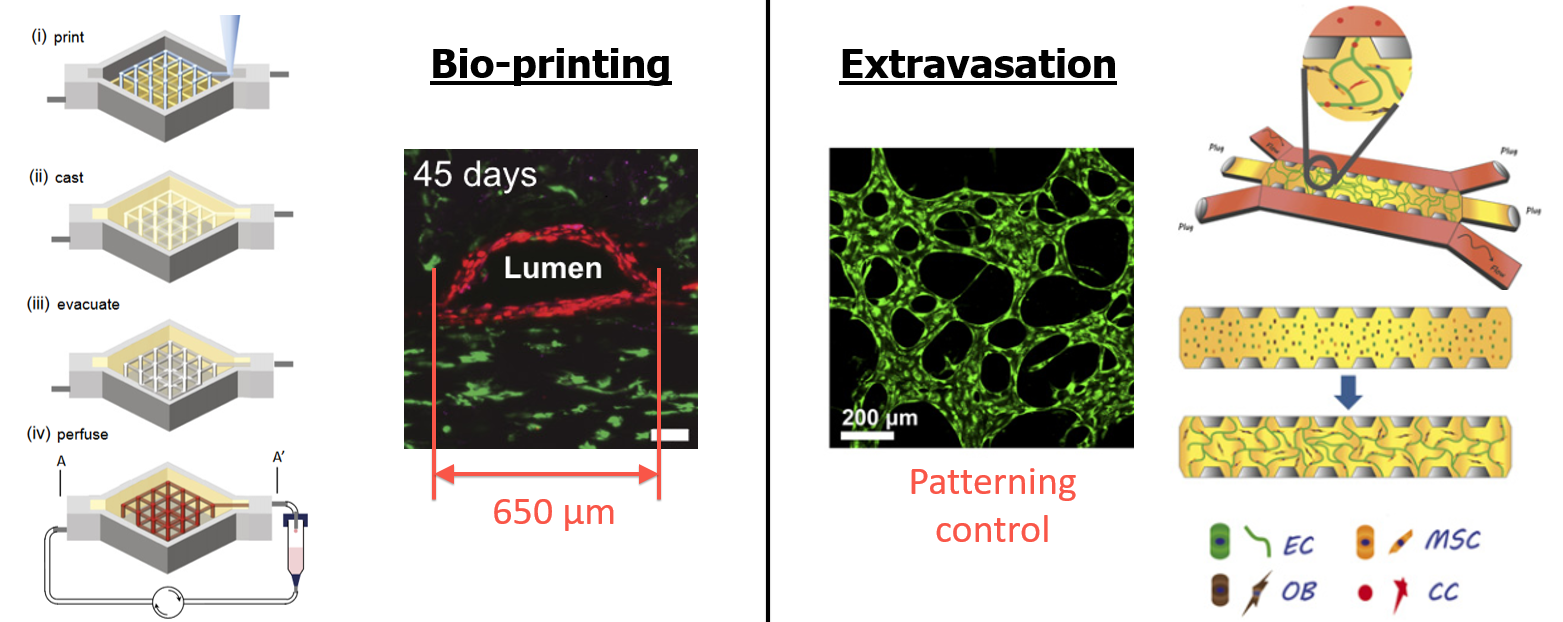 (i) print
(ii) cast
(iii) evacuate
(iv) perfuse
A
A′
Bio-printing
45 days
Lumen
650 µm
Extravasation
200 µm
Patterning
control
Plug
Flow
Plug
Plug
Plug
Flow
EC
MSC
OB
CC